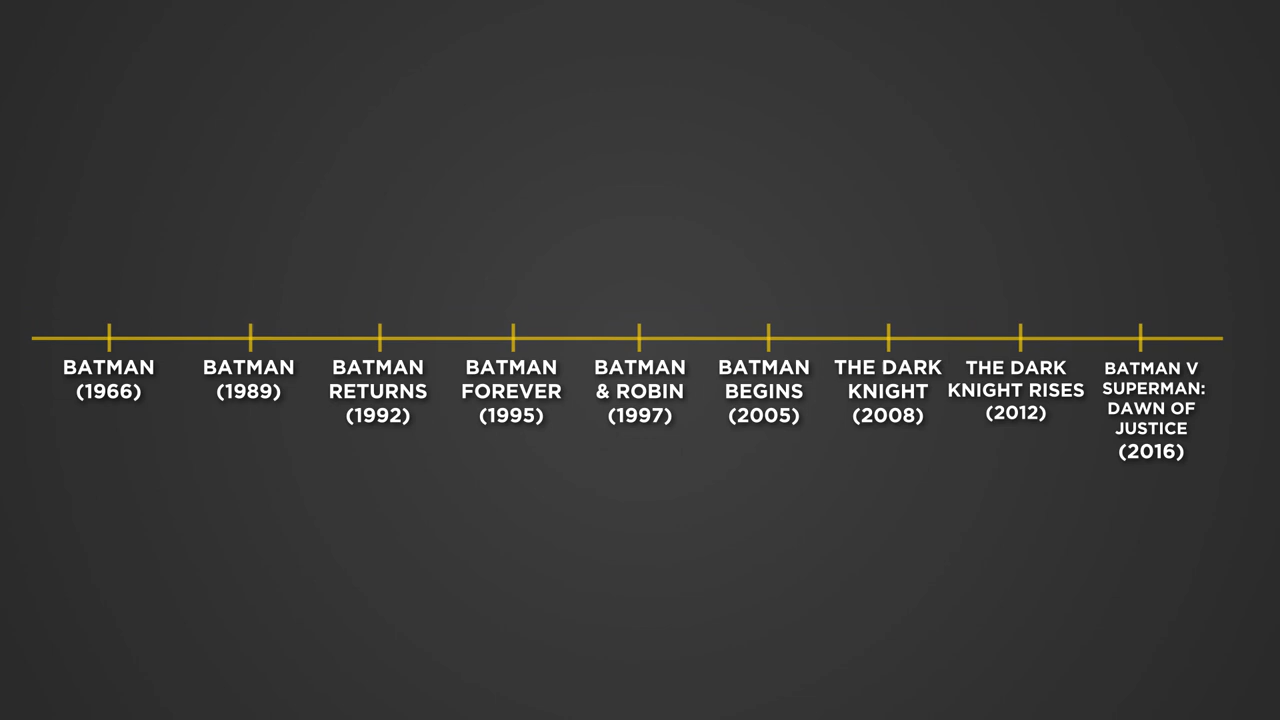 BATMAN
(1966)
BATMAN
(1989)
BATMAN
RETURNS
(1992)
BATMAN
FOREVER
(1995)
BATMAN
& ROBIN
(1997)
BATMAN
BEGINS
(2005)
THE DARK
KNIGHT
(2008)
THE DARK
KNIGHT RISES
(2012)
BATMAN V
SUPERMAN:
DAWN OF
JUSTICE
(2016)